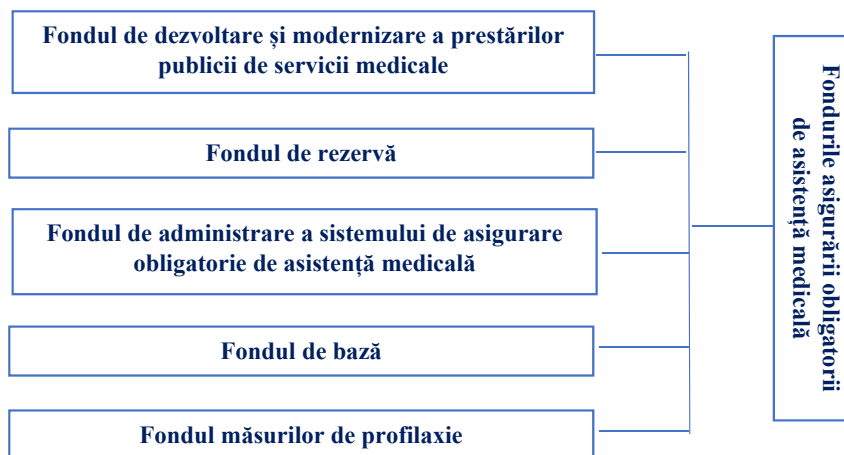 Fondul de dezvoltare și modernizare a prestărilor
publicii de servicii medicale
Fondul de rezervă
Fondul de administrare a sistemului de asigurare
obligatorie de asistență medicală
Fondul de bază
Fondul măsurilor de profilaxie
Fondurile asigurării obligatorii
de asistență medicală